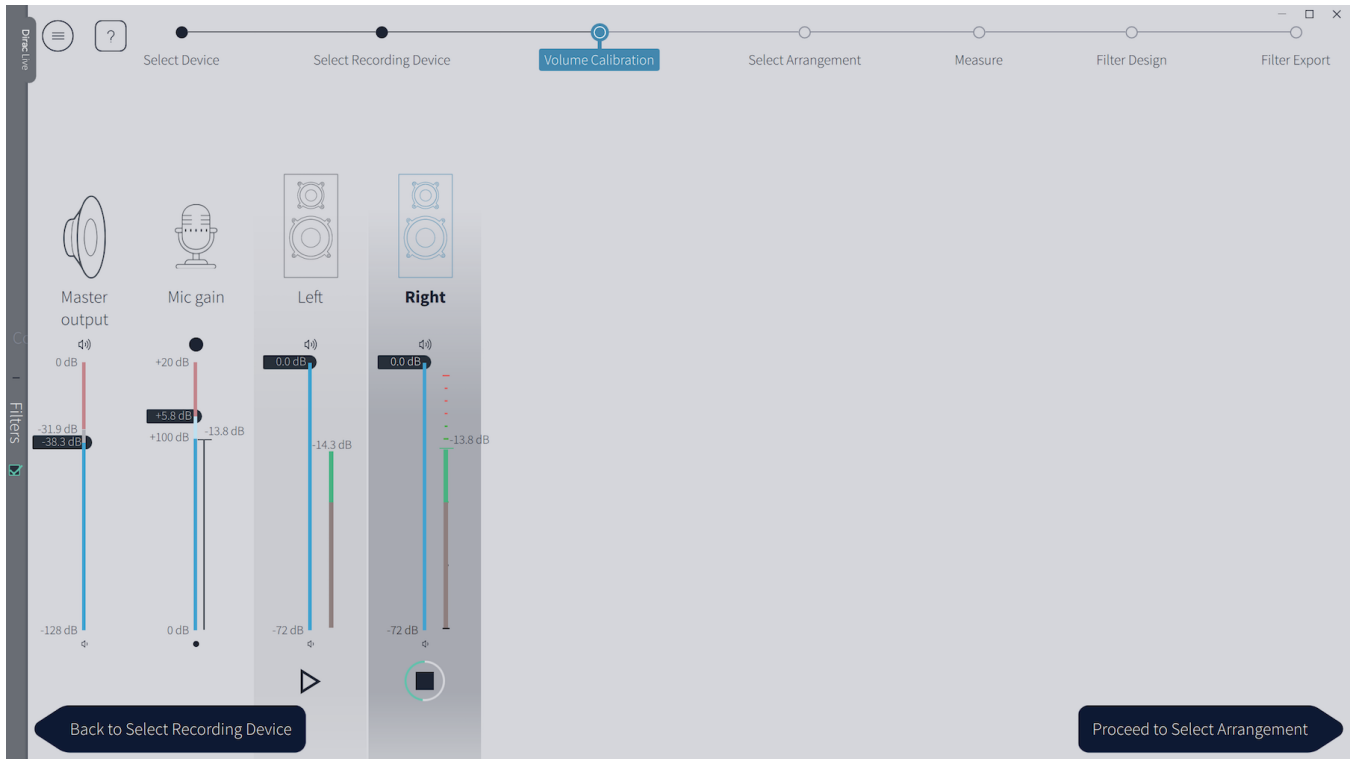 Dirac Live
?
Select Device
Select Recording Device
Volume Calibration
Select Arrangement
Measure
Filter Design
Filter Export
Master
output
Mic gain
Left
Right
0 dB
+20 dB
0.0 dB
0.0 dB
+5.8 dB
-31.9 dB
-38.3 dB
+100 dB
-13.8 dB
-14.3 dB
-13.8 dB
-128 dB
0 dB
-72 dB
-72 dB
Co
Filters
Back to Select Recording Device
Proceed to Select Arrangement